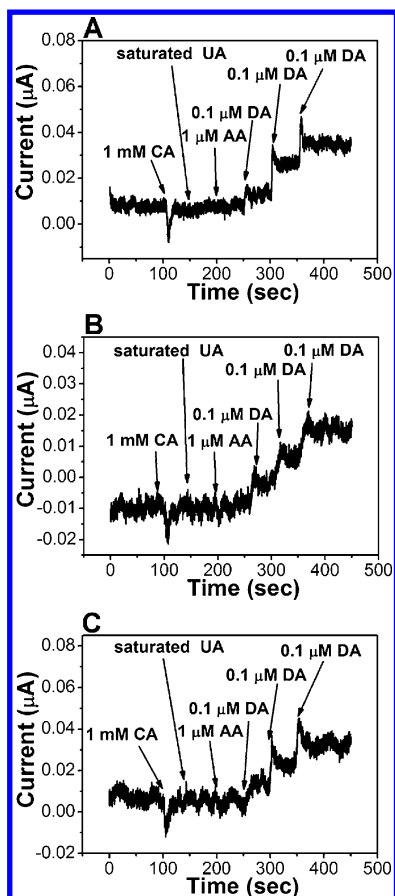 A
0.08
0.06
0.04
0.02
0.00
Current (μA)
saturated UA
0.1 μM DA
0.1 μM DA
0.1 μM DA
1 μM AA
1 mM CA
0 100 200 300 400 500
Time (sec)
B
0.04
0.03
0.02
0.01
0.00
-0.01
-0.02
Current (μA)
saturated UA
0.1 μM DA
0.1 μM DA
0.1 μM DA
1 mM CA
1 μM AA
0 100 200 300 400 500
Time (sec)
C
0.08
0.06
0.04
0.02
0.00
-0.02
Current (μA)
saturated UA
0.1 μM DA
0.1 μM DA
0.1 μM DA
1 mM CA
1 μM AA
0 100 200 300 400 500
Time (sec)